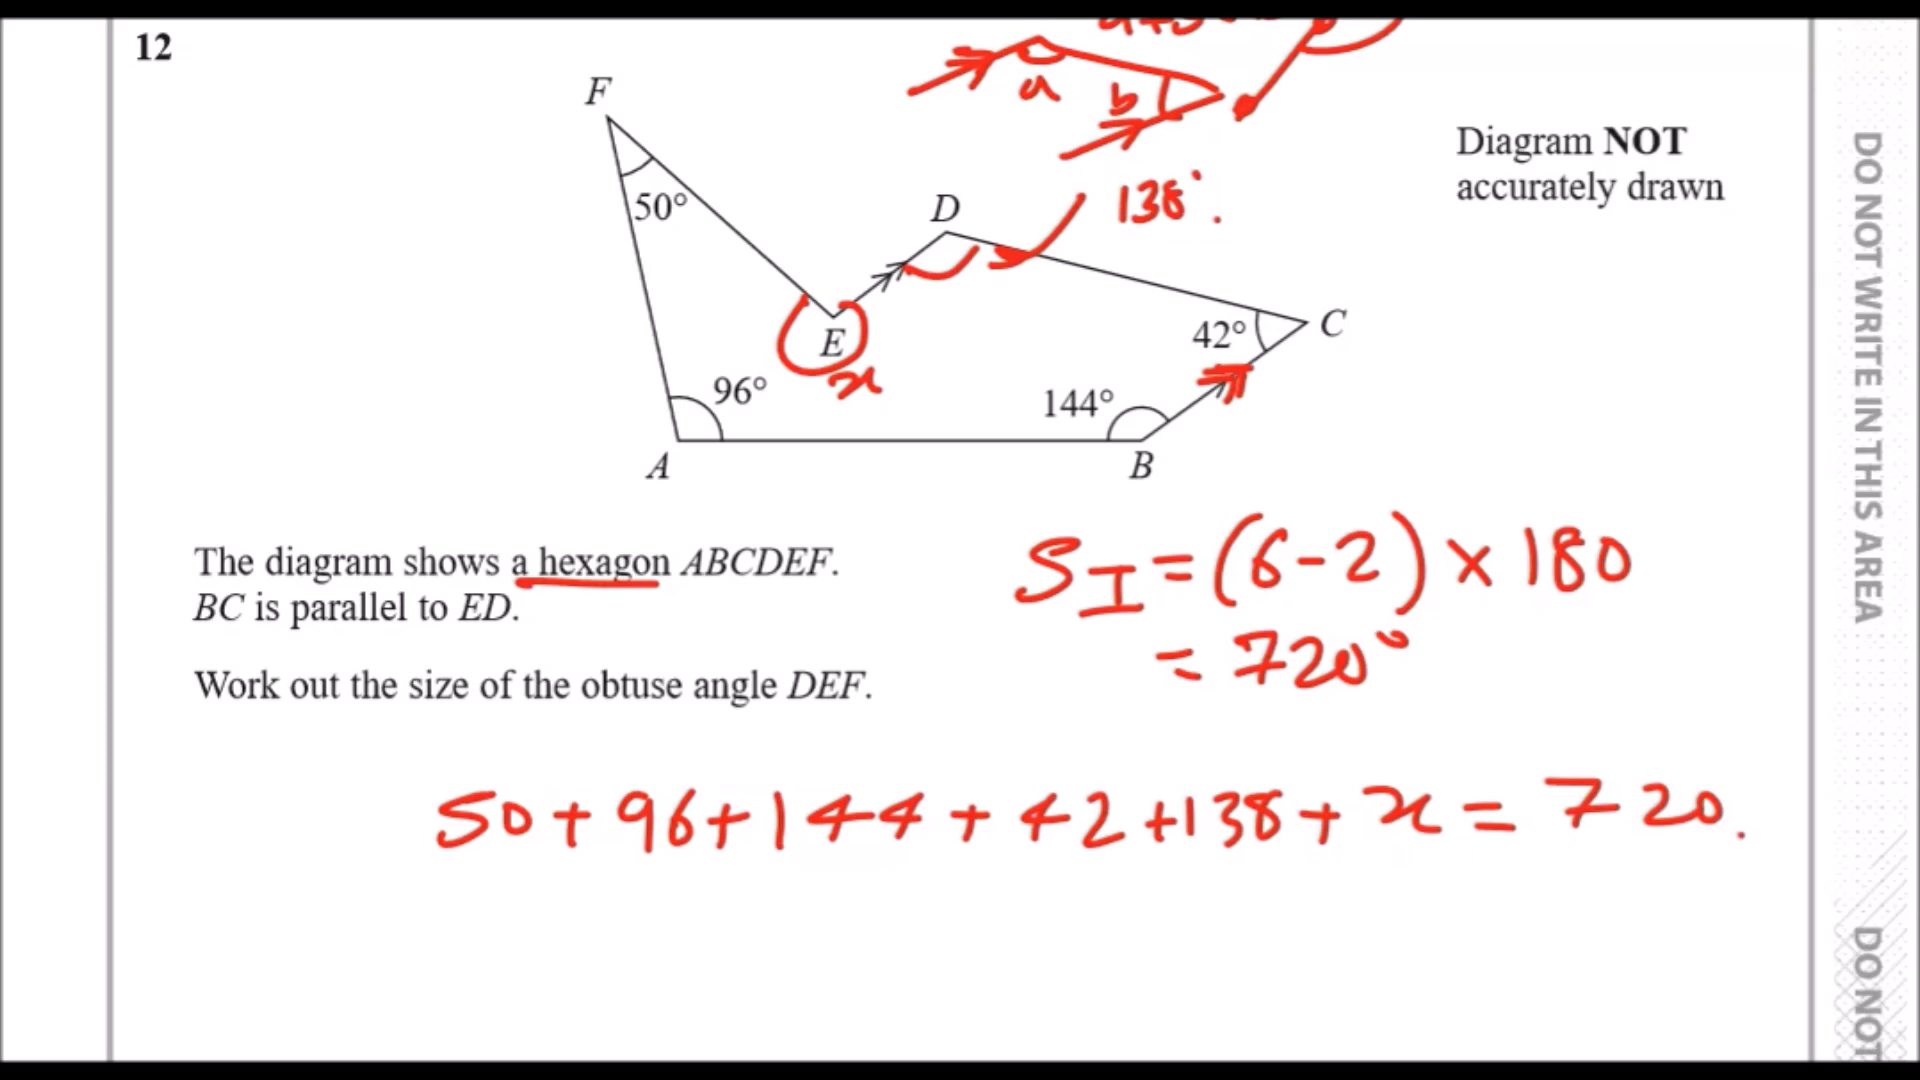 12
F
a
b
Diagram NOT
accurately drawn
50°
D
138°.
E
x
42°
C
96°
144°
A
B
The diagram shows a hexagon ABCDEF.
BC is parallel to ED.
Work out the size of the obtuse angle DEF.
SI = (6-2) × 180
= 720°
50 + 96 + 144 + 42 + 138 + x = 720.
DO NOT WRITE IN THIS AREA
DO NOT